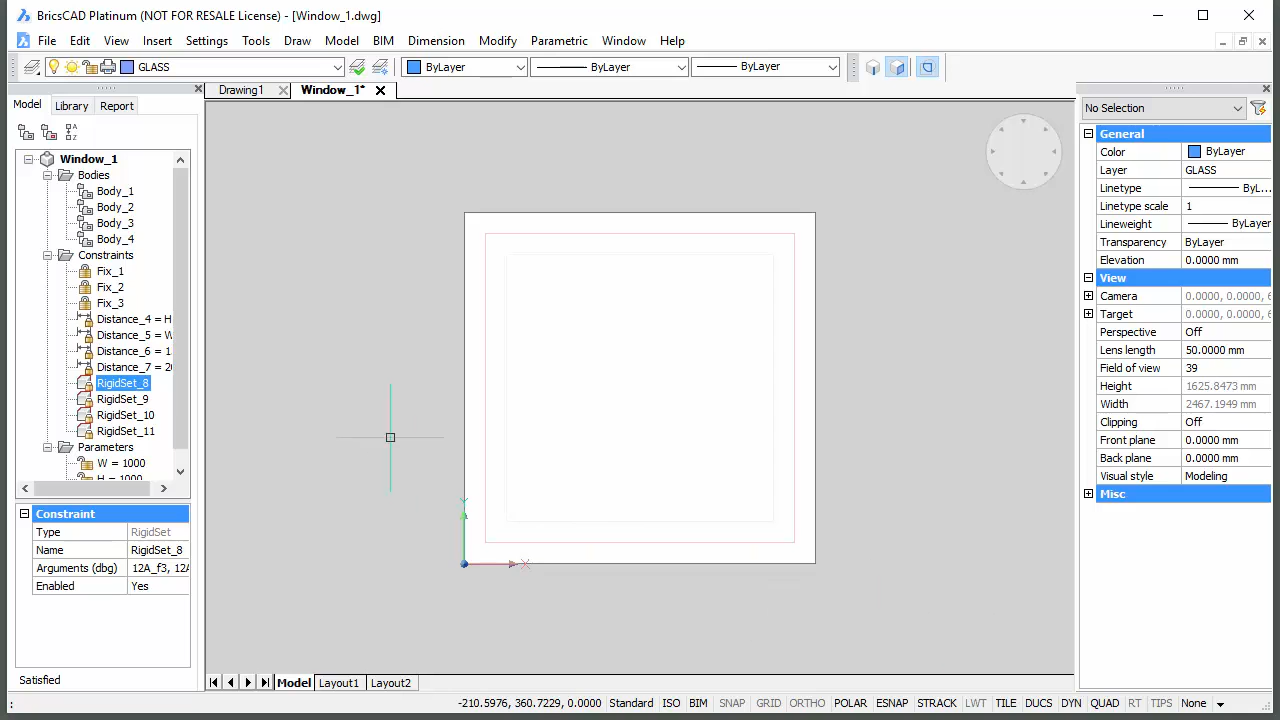 BricsCAD Platinum (NOT FOR RESALE License) - [Window_1.dwg]
File Edit View Insert Settings Tools Draw Model BIM Dimension Modify Parametric Window Help
GLASS ByLayer ByLayer ByLayer
Drawing1 Window_1*
Model Library Report
Window_1
Bodies
Body_1
Body_2
Body_3
Body_4
Constraints
Fix_1
Fix_2
Fix_3
Distance_4 = H
Distance_5 = W
Distance_6 = 1
Distance_7 = 20
RigidSet_8
RigidSet_9
RigidSet_10
RigidSet_11
Parameters
W = 1000
H = 1000
Constraint
Type RigidSet
Name RigidSet_8
Arguments (dbg) 12A_f3, 12A
Enabled Yes
Satisfied
Y
X
No Selection
General
Color ByLayer
Layer GLASS
Linetype ByL...
Linetype scale 1
Lineweight ByLayer
Transparency ByLayer
Elevation 0.0000 mm
View
Camera 0.0000, 0.0000, 6
Target 0.0000, 0.0000, 6
Perspective Off
Lens length 50.0000 mm
Field of view 39
Height 1625.8473 mm
Width 2467.1949 mm
Clipping Off
Front plane 0.0000 mm
Back plane 0.0000 mm
Visual style Modeling
Misc
Model Layout1 Layout2
: -210.5976, 360.7229, 0.0000 Standard ISO BIM SNAP GRID ORTHO POLAR ESNAP STRACK LWT TILE DUCS DYN QUAD RT TIPS None